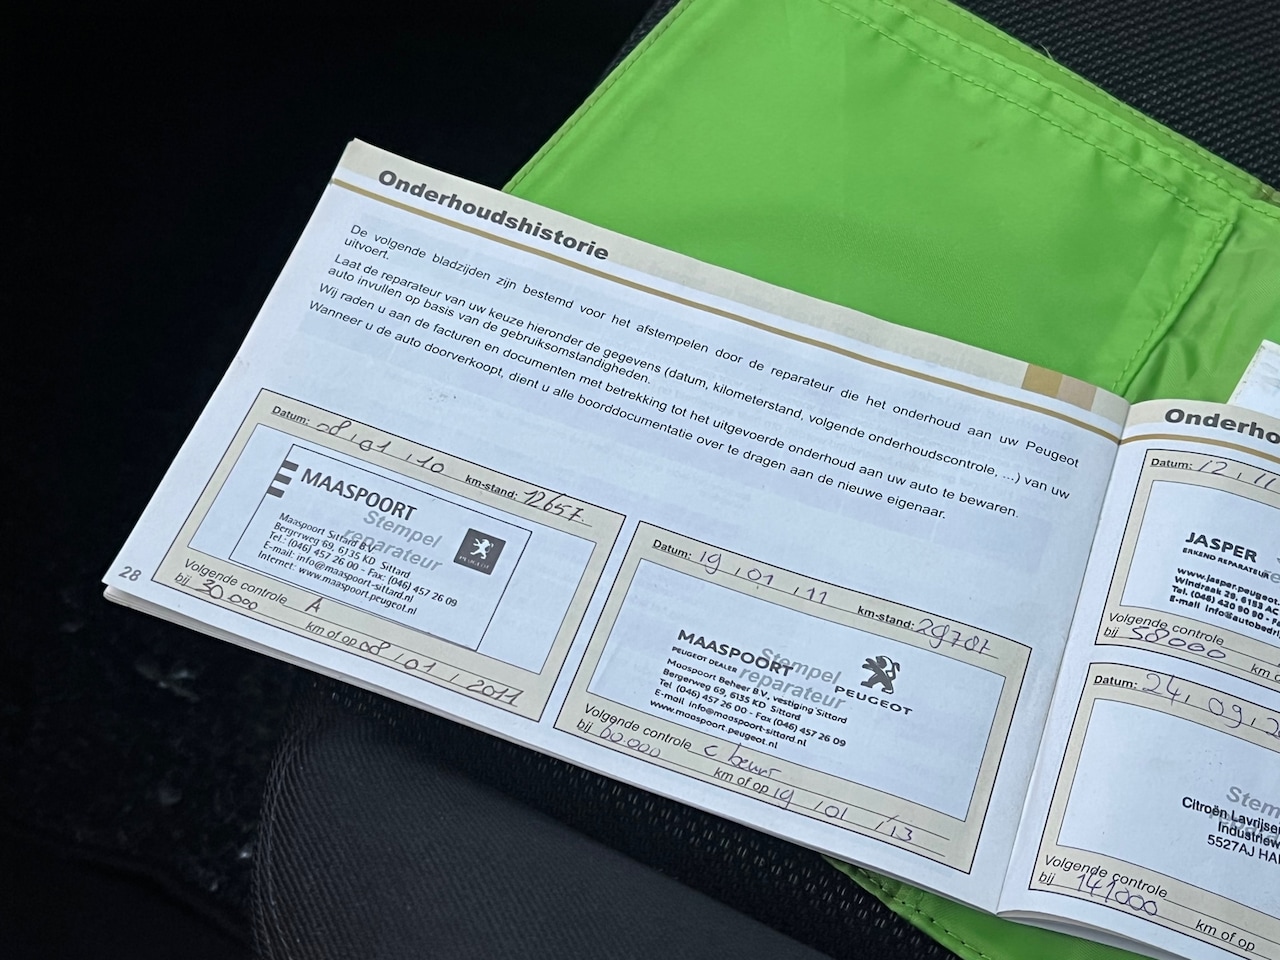 Onderhoudshistorie
De volgende bladzijden zijn bestemd voor het afstempelen door de reparateur die het onderhoud aan uw Peugeot
uitvoert.
Laat de reparateur van uw keuze hieronder de gegevens (datum, kilometerstand, volgende onderhoudscontrole, ...) van uw
auto invullen op basis van de gebruiksomstandigheden.
Wij raden u aan de facturen en documenten met betrekking tot het uitgevoerde onderhoud aan uw auto te bewaren.
Wanneer u de auto doorverkoopt, dient u alle boorddocumentatie over te dragen aan de nieuwe eigenaar.
Datum: 08, 01, 10 km-stand: 12657
MAASPOORT
Stempel
reparateur
Maaspoort Sittard B.V
Bergerweg 69, 6135 KD Sittard
Tel.: (046) 457 26 00 - Fax: (046) 457 26 09
E-mail: info@maaspoort-sittard.nl
Internet: www.maaspoort.peugeot.nl
PEUGEOT
Volgende controle A
bij 30.000 km of op 08, 01, 2011
28
Datum: 19, 01, 11 km-stand: 29787
MAASPOORT
PEUGEOT DEALER
Stempel
reparateur
PEUGEOT
Maaspoort Beheer B.V., vestiging Sittard
Bergerweg 69, 6135 KD Sittard
Tel (046) 457 26 00 - Fax (046) 457 26 09
E-mail info@maaspoort-sittard.nl
www.maaspoort.peugeot.nl
Volgende controle C beurt
bij 60.000 km of op 19, 01, 13
Onderho
Datum: 12, 11
JASPER
ERKEND REPARATEUR
www.jasper.peugeot
Windraak 29, 6153 AC
Tel. (046) 420 90 90 - Fa
E-mail info@autobedri
Volgende controle
bij 58000 km o
Datum: 24, 09, 2
Stem
Citroën Lavrijse
Industriew
5527AJ HA
Volgende controle
bij 141000 km of op